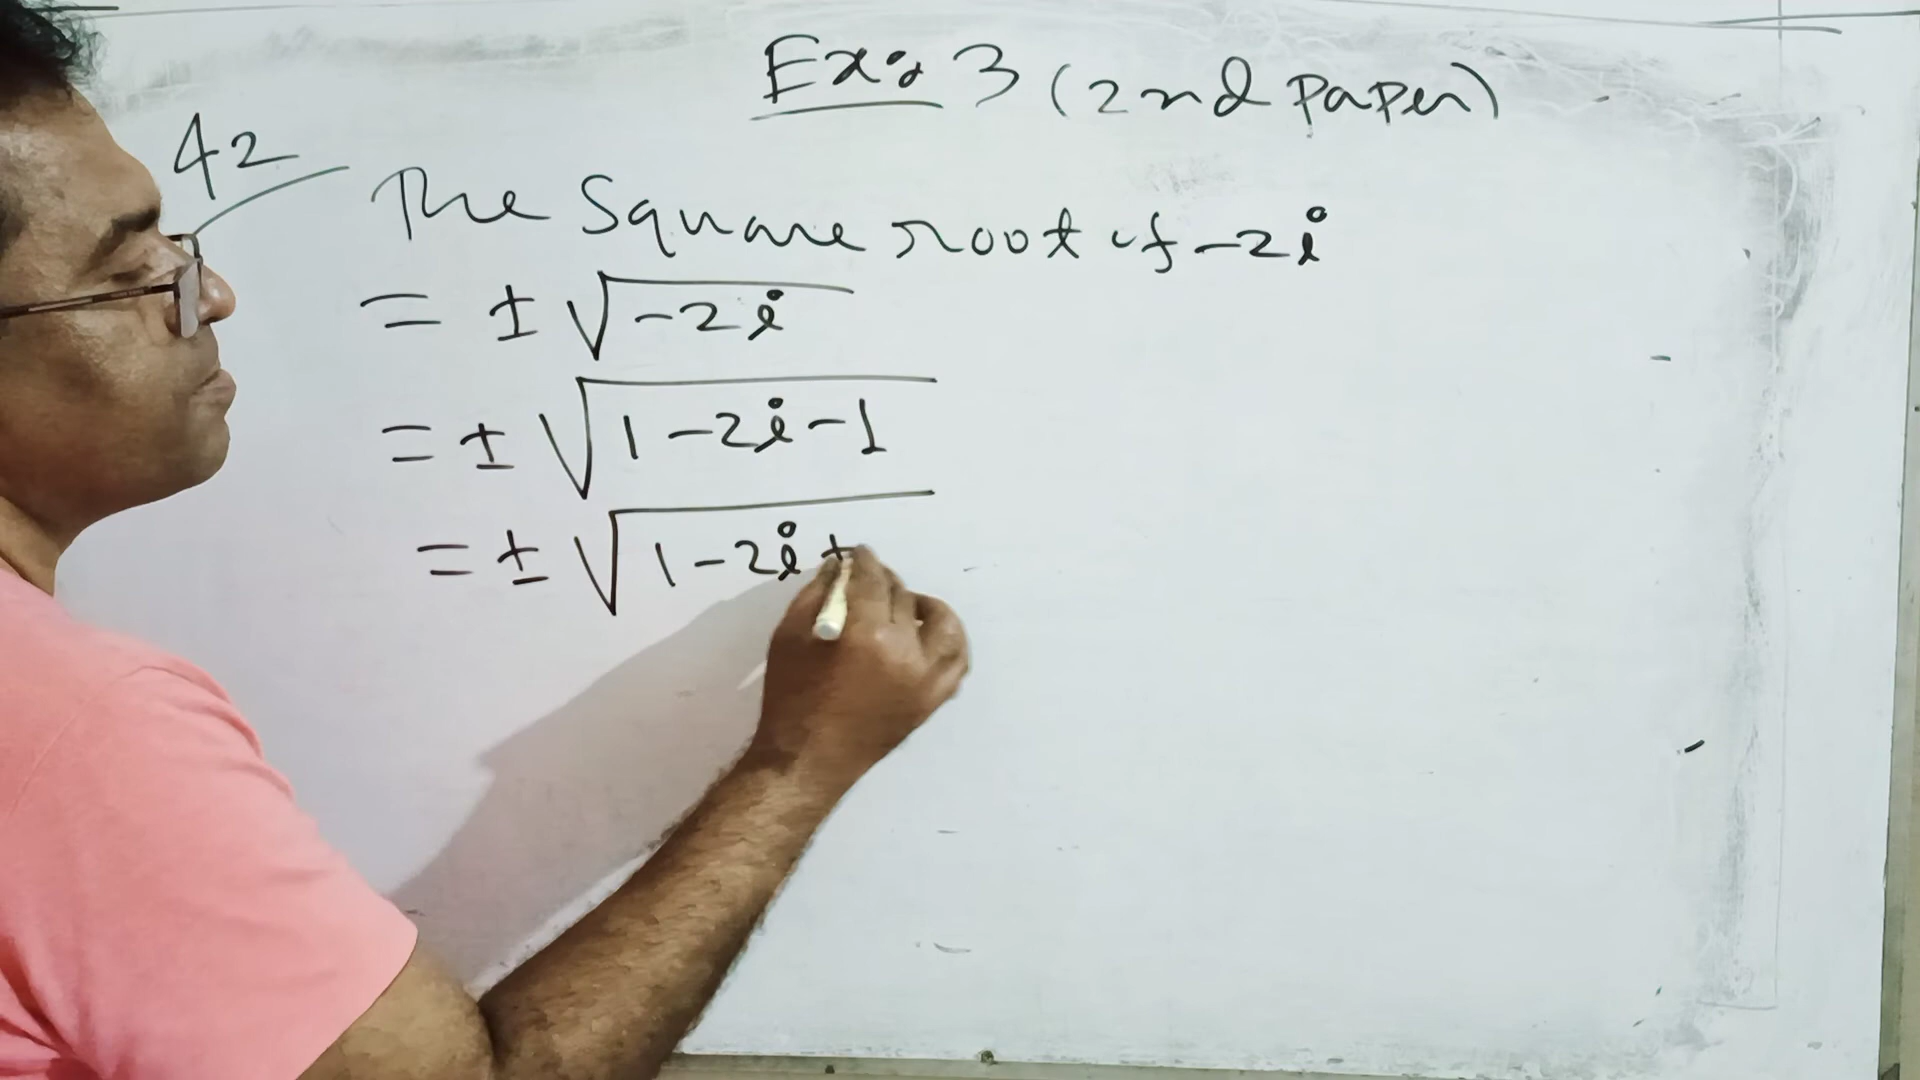 Ex: 3 (2nd Paper)
42 The Square root of -2i
= ± √-2i
= ± √1-2i-1
= ± √1-2i+